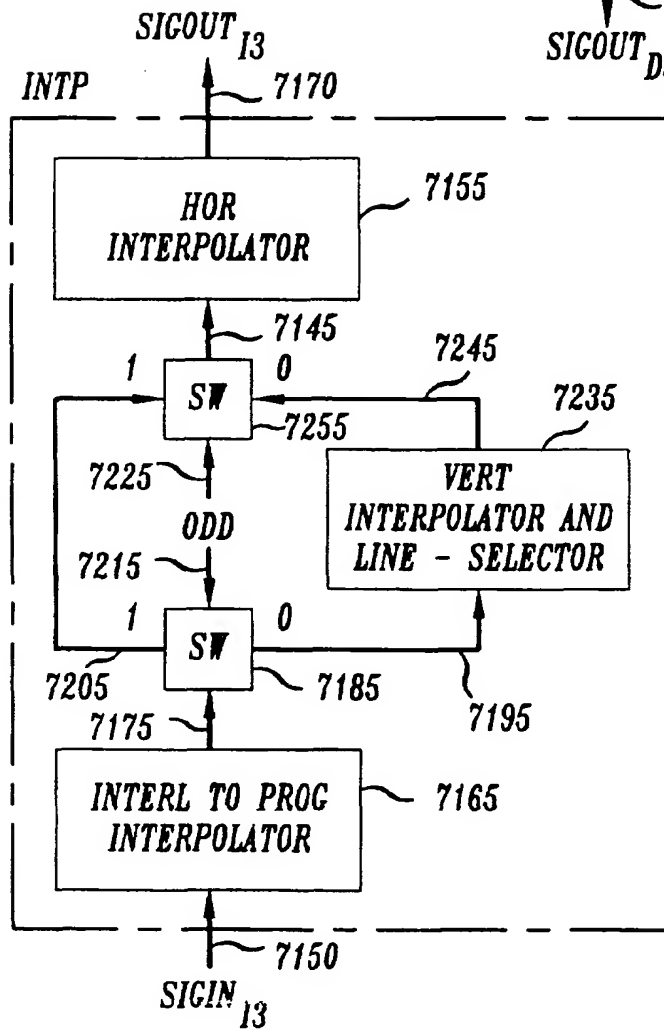 SIGOUT I3
SIGOUT D
INTP
7170
HOR
INTERPOLATOR
7155
7145
1
0
7245
SW
7255
7235
7225
VERT
INTERPOLATOR AND
LINE - SELECTOR
ODD
7215
1
0
SW
7205
7185
7195
7175
INTERL TO PROG
INTERPOLATOR
7165
7150
SIGIN I3